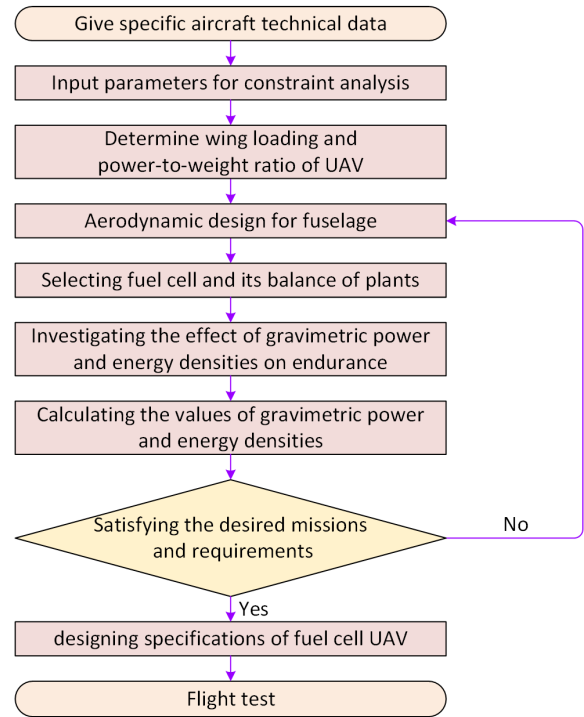 Give specific aircraft technical data
Input parameters for constraint analysis
Determine wing loading and
power-to-weight ratio of UAV
Aerodynamic design for fuselage
Selecting fuel cell and its balance of plants
Investigating the effect of gravimetric power
and energy densities on endurance
Calculating the values of gravimetric power
and energy densities
Satisfying the desired missions
and requirements
No
Yes
designing specifications of fuel cell UAV
Flight test